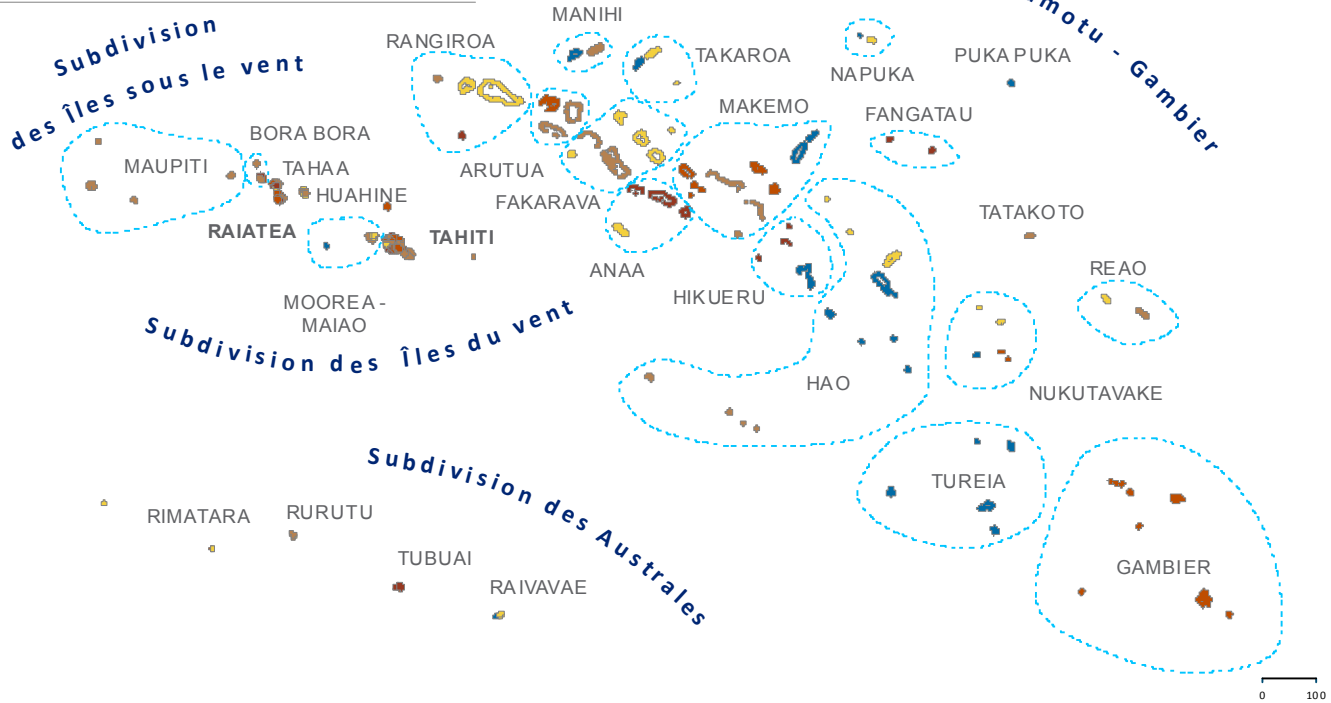 MANIHI
RANGIROA
TAKAROA
NAPUKA
PUKA PUKA
motu - Gambier
Subdivision
des îles sous le vent
MAKEMO
FANGATAU
BORA BORA
MAUPITI
TAHAA
ARUTUA
HUAHINE
FAKARAVA
TATAKOTO
RAIATEA
TAHITI
ANAA
REAO
HIKUERU
MOOREA -
MAIAO
Subdivision des Îles du vent
HAO
NUKUTAVAKE
Subdivision des Australes
TUREIA
RIMATARA
RURUTU
TUBUAI
GAMBIER
RAIVAVAE
0 100